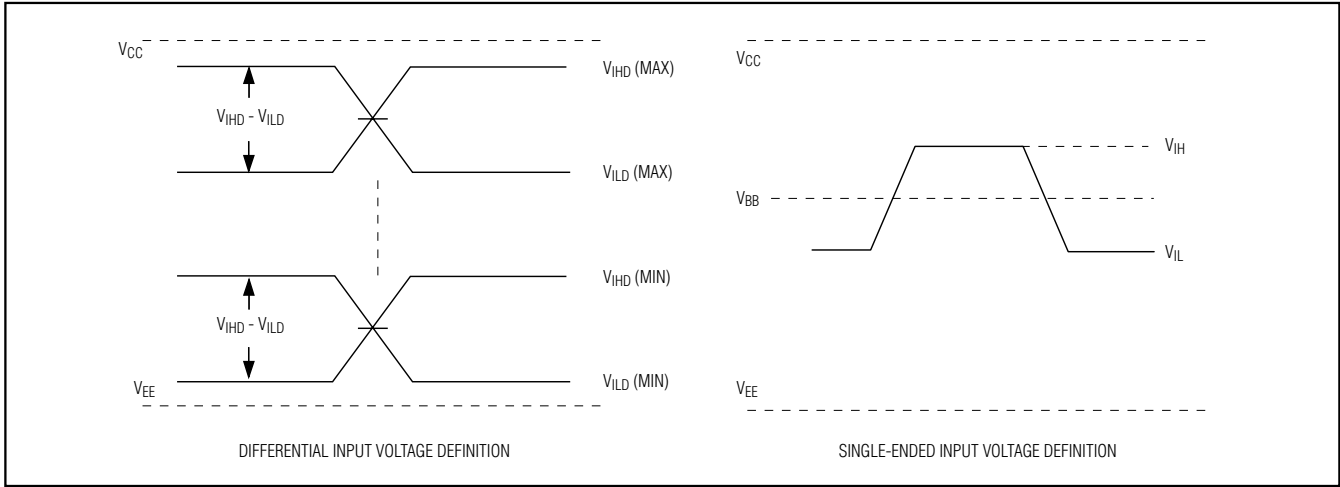 VCC
VIHD (MAX)
VIHD - VILD
VILD (MAX)
VIHD (MIN)
VIHD - VILD
VEE
VILD (MIN)
DIFFERENTIAL INPUT VOLTAGE DEFINITION
VCC
VIH
VBB
VIL
VEE
SINGLE-ENDED INPUT VOLTAGE DEFINITION